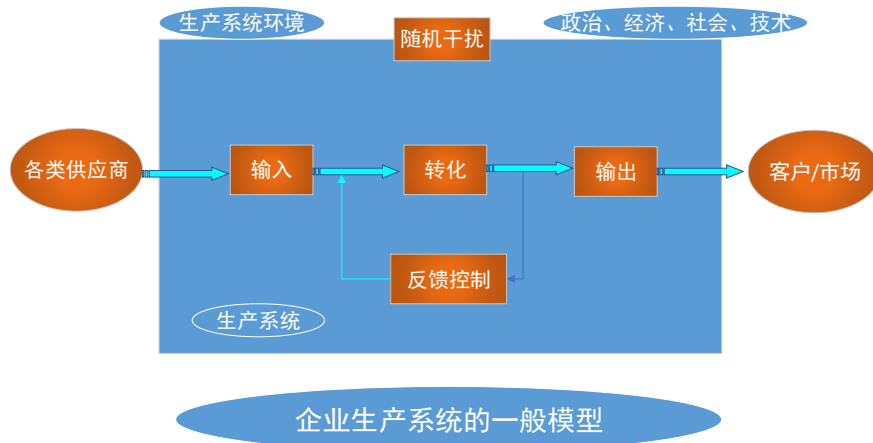 生产系统环境
政治、经济、社会、技术
随机干扰
各类供应商
输入
转化
输出
客户/市场
反馈控制
生产系统
企业生产系统的一般模型